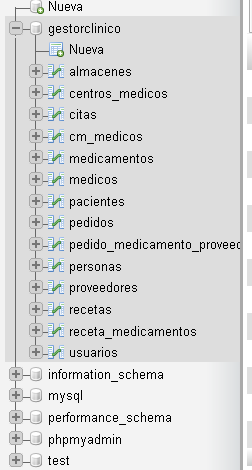 Nueva
gestorclinico
Nueva
almacenes
centros_medicos
citas
cm_medicos
medicamentos
medicos
pacientes
pedidos
pedido_medicamento_proveed
personas
proveedores
recetas
receta_medicamentos
usuarios
information_schema
mysql
performance_schema
phpmyadmin
test